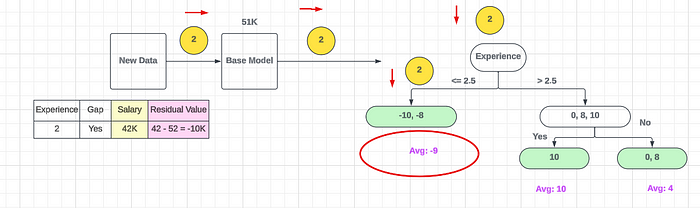 51K
2
2
2
2
New Data
Base Model
Experience
<= 2.5
> 2.5
Experience Gap Salary Residual Value
2 Yes 42K 42 - 52 = -10K
-10, -8
0, 8, 10
Avg: -9
Yes
No
10
0, 8
Avg: 10
Avg: 4